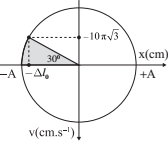 −10π√3
x(cm)
30°
−A
−Δl₀
+A
v(cm.s⁻¹)